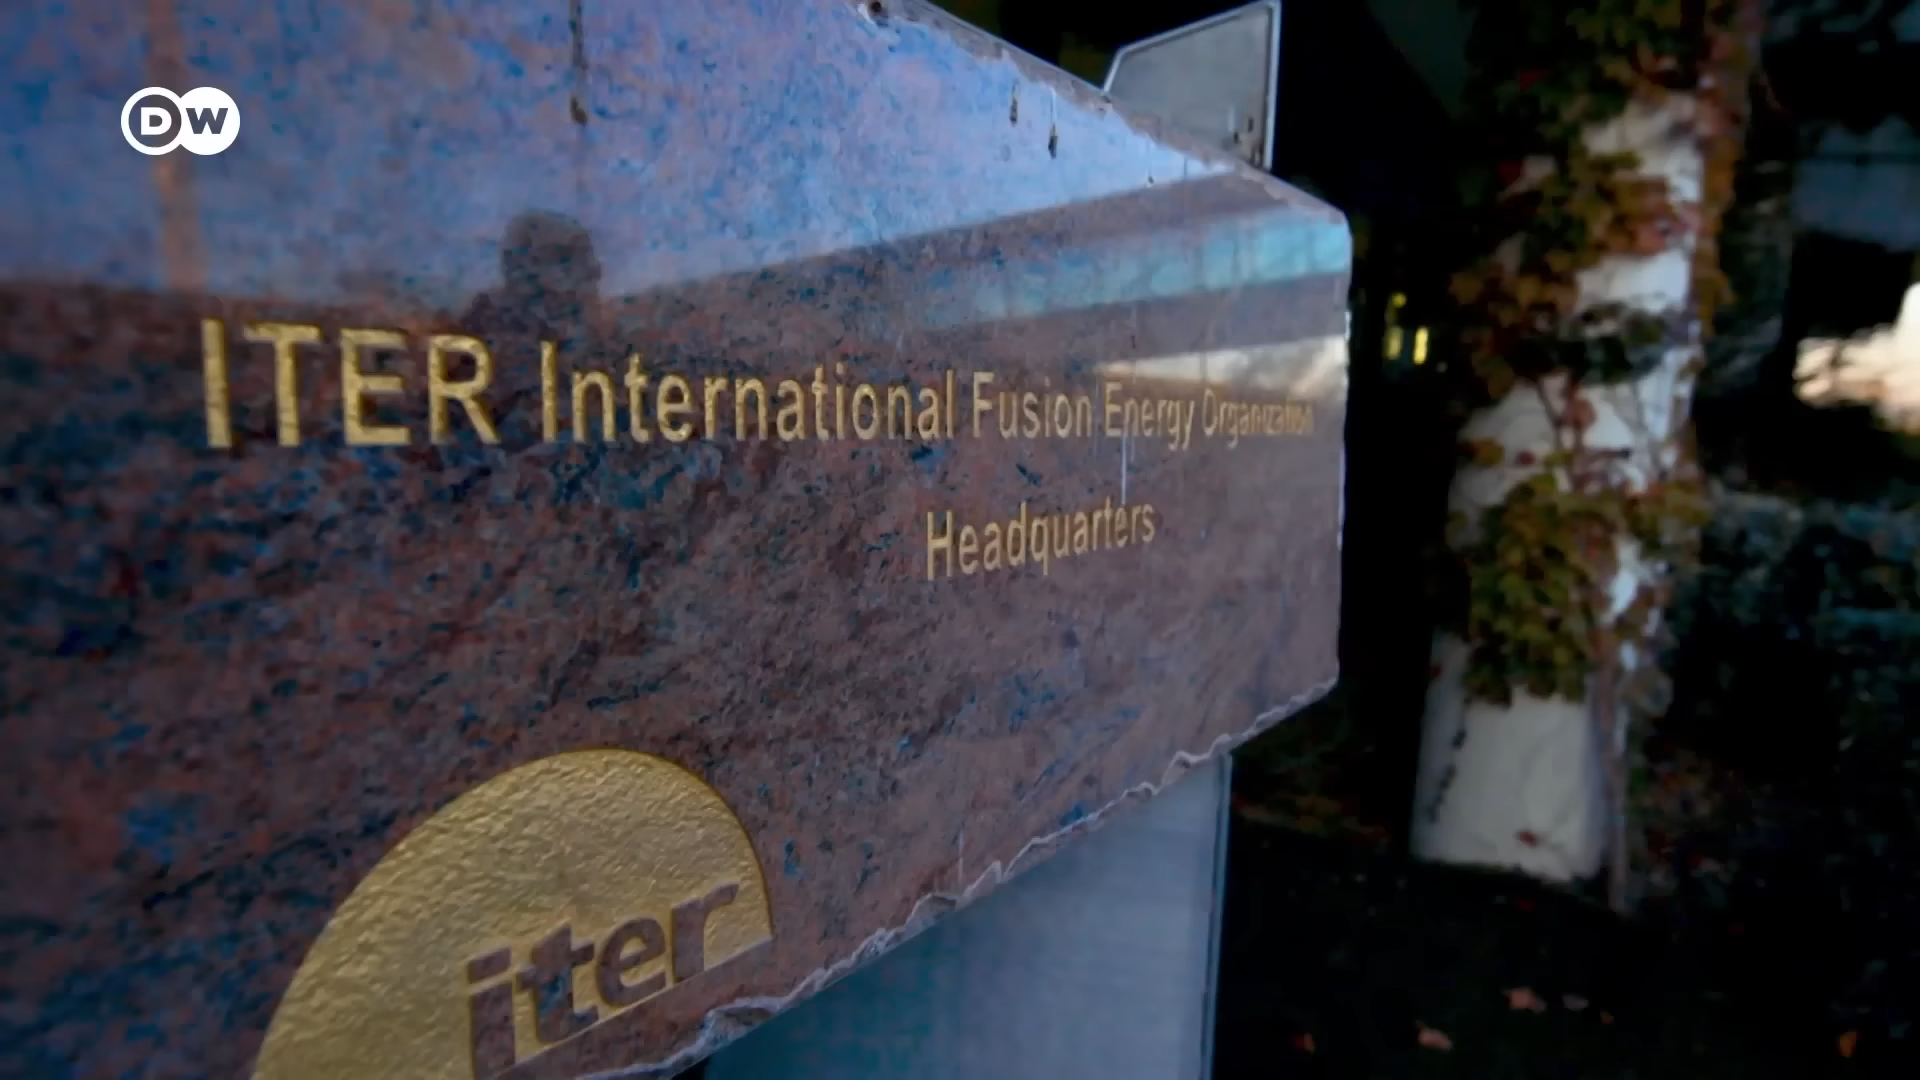 DW
ITER International Fusion Energy Organization
Headquarters
iter